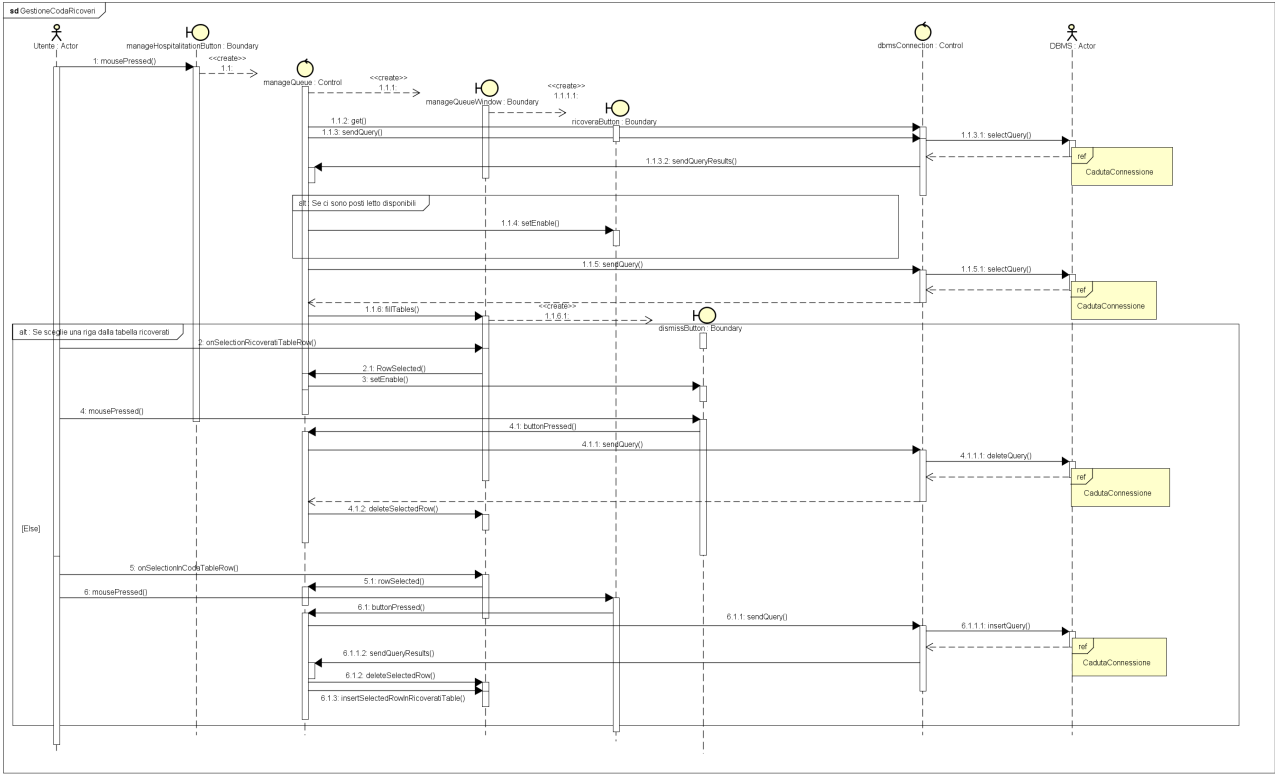 sd GestioneCodaRicoveri
Utente : Actor
manageHospitalitationButton : Boundary
dbmsConnection : Control
DBMS : Actor
1: mousePressed()
<<create>>
1.1:
manageQueue : Control
<<create>>
1.1.1:
manageQueueWindow : Boundary
<<create>>
1.1.1.1:
ricoveraButton : Boundary
1.1.2: get()
1.1.3: sendQuery()
1.1.3.1: selectQuery()
ref
CadutaConnessione
1.1.3.2: sendQueryResults()
alt : Se ci sono posti letto disponibili
1.1.4: setEnable()
1.1.5: sendQuery()
1.1.5.1: selectQuery()
ref
CadutaConnessione
1.1.6: fillTables()
<<create>>
1.1.6.1:
dismissButton : Boundary
alt : Se sceglie una riga dalla tabella ricoverati
2: onSelectionRicoveratiTableRow()
2.1: RowSelected()
3: setEnable()
4: mousePressed()
4.1: buttonPressed()
4.1.1: sendQuery()
4.1.1.1: deleteQuery()
ref
CadutaConnessione
4.1.2: deleteSelectedRow()
[Else]
5: onSelectionInCodaTableRow()
5.1: rowSelected()
6: mousePressed()
6.1: buttonPressed()
6.1.1: sendQuery()
6.1.1.1: insertQuery()
ref
CadutaConnessione
6.1.1.2: sendQueryResults()
6.1.2: deleteSelectedRow()
6.1.3: insertSelectedRowInRicoveratiTable()